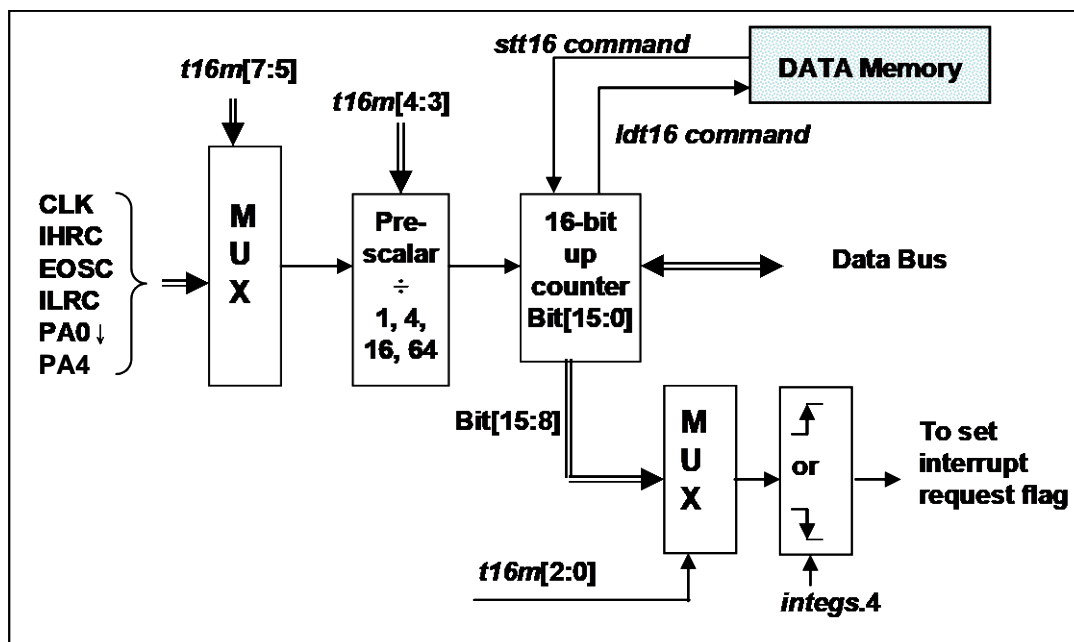 stt16 command
DATA Memory
t16m[7:5]
t16m[4:3]
ldt16 command
CLK
IHRC
EOSC
ILRC
PA0↓
PA4
M
U
X
Pre-
scalar
÷
1, 4,
16, 64
16-bit
up
counter
Bit[15:0]
Data Bus
Bit[15:8]
M
U
X
or
To set
interrupt
request flag
t16m[2:0]
integs.4